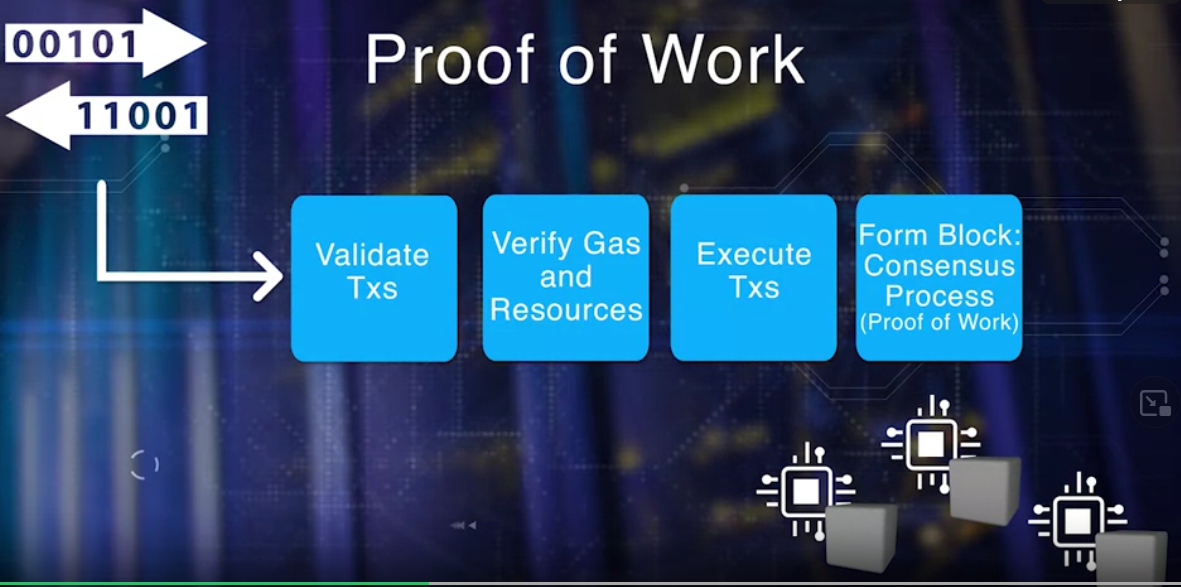 00101
11001
Proof of Work
Validate
Txs
Verify Gas
and
Resources
Execute
Txs
Form Block:
Consensus
Process
(Proof of Work)